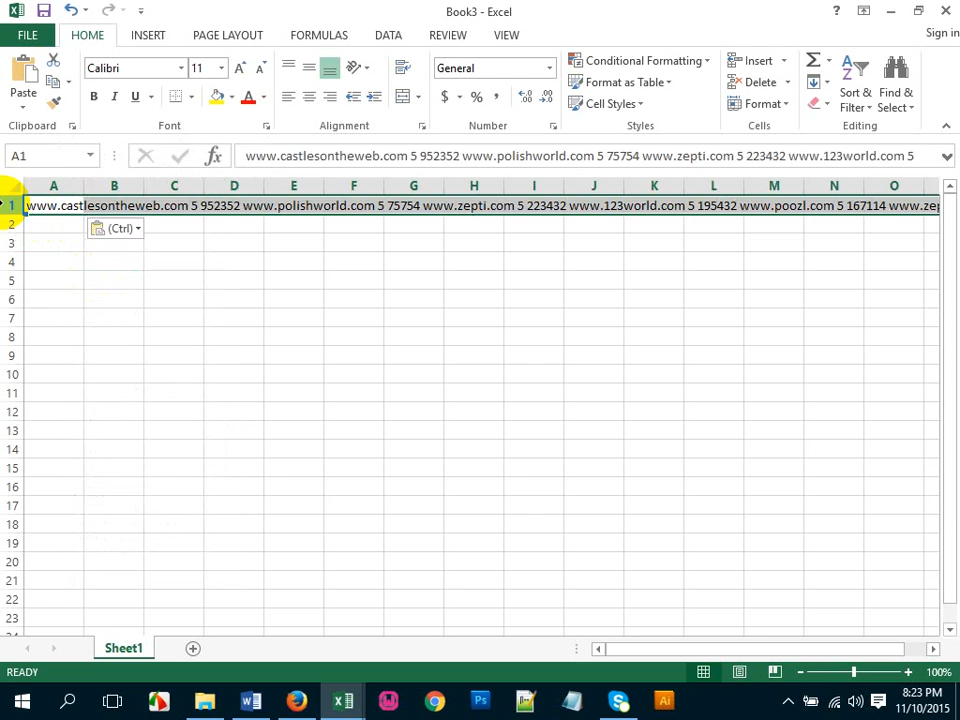 Book3 - Excel
?
Sign in
FILE HOME INSERT PAGE LAYOUT FORMULAS DATA REVIEW VIEW
Paste
Calibri 11
B I U
General
$ % ,
Conditional Formatting
Format as Table
Cell Styles
Insert
Delete
Format
Sort & Filter
Find & Select
Clipboard Font Alignment Number Styles Cells Editing
A1 fx www.castlesontheweb.com 5 952352 www.polishworld.com 5 75754 www.zepti.com 5 223432 www.123world.com 5
A B C D E F G H I J K L M N O
1 www.castlesontheweb.com 5 952352 www.polishworld.com 5 75754 www.zepti.com 5 223432 www.123world.com 5 195432 www.poozl.com 5 167114 www.zep
2 (Ctrl)
3
4
5
6
7
8
9
10
11
12
13
14
15
16
17
18
19
20
21
22
23
Sheet1
READY 100%
8:23 PM
11/10/2015